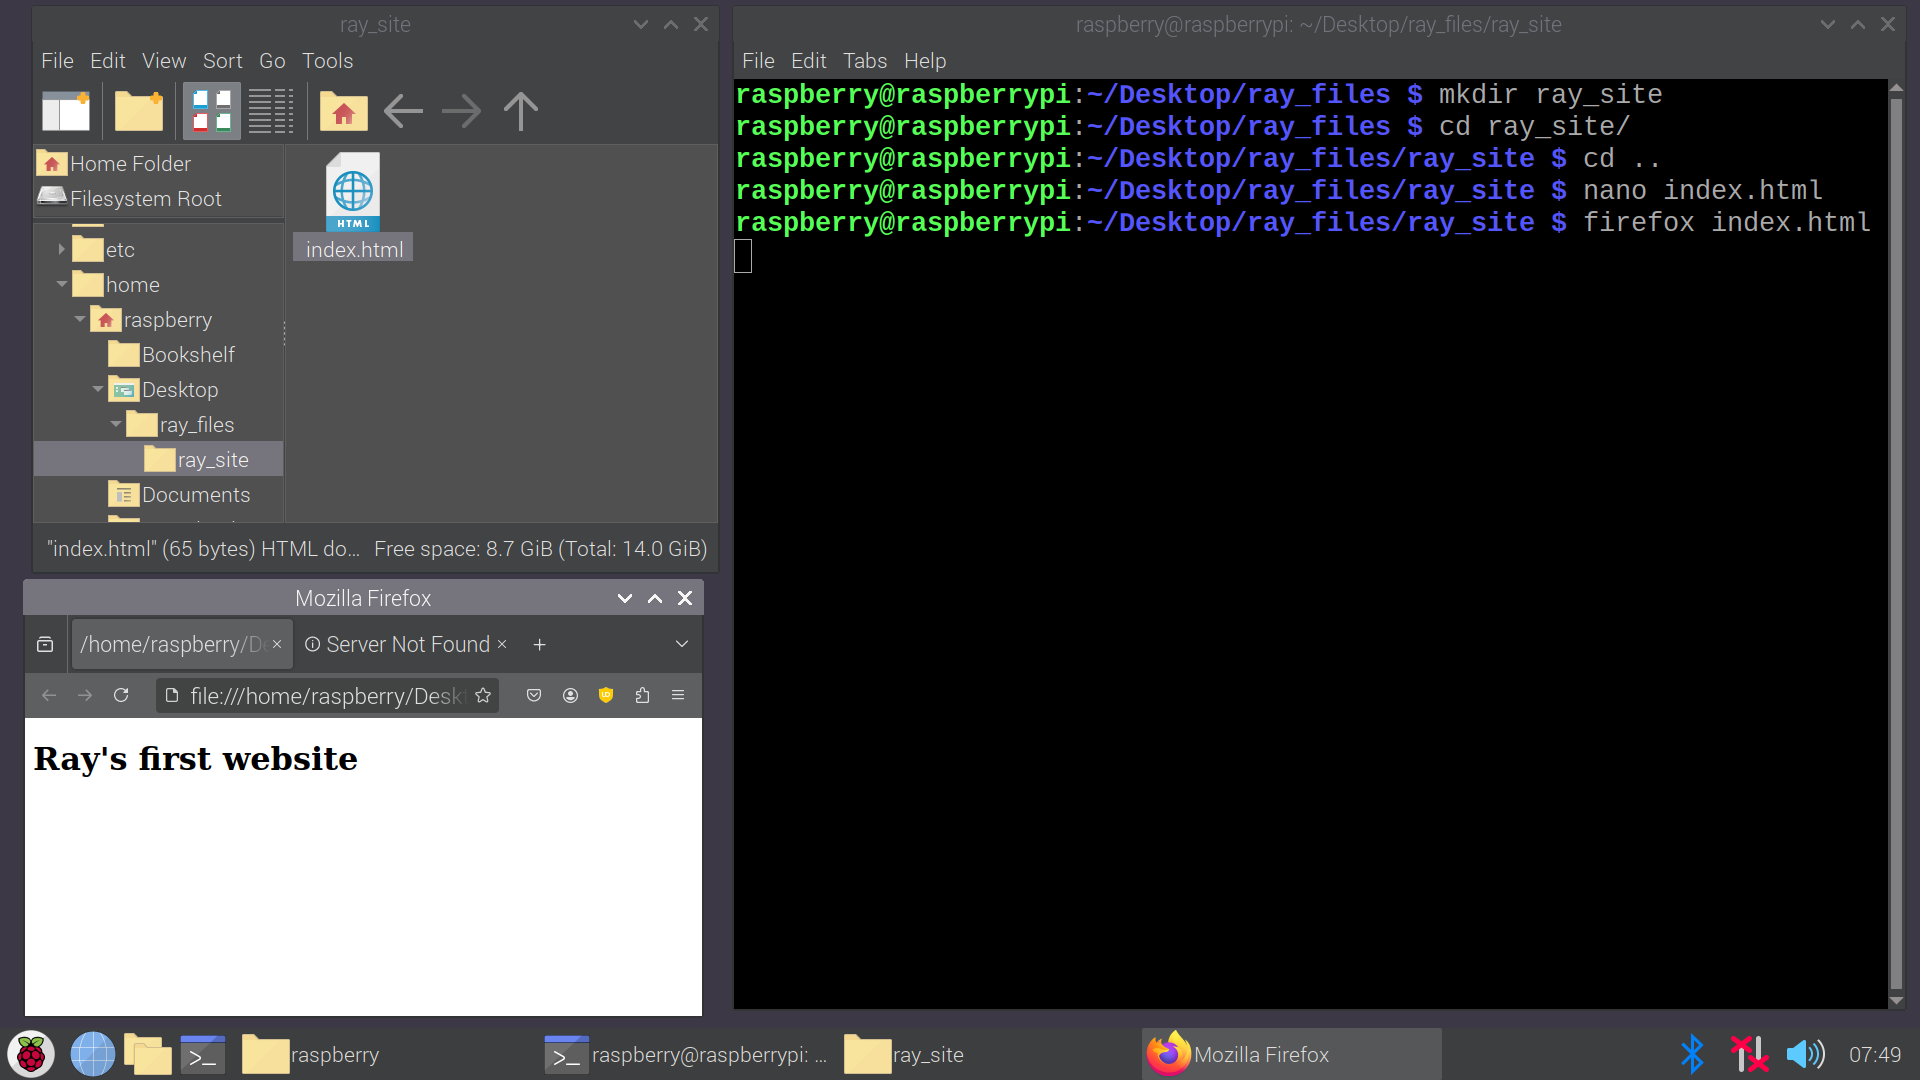 ray_site
File Edit View Sort Go Tools
Home Folder
Filesystem Root
etc
home
raspberry
Bookshelf
Desktop
ray_files
ray_site
Documents
HTML
index.html
"index.html" (65 bytes) HTML do... Free space: 8.7 GiB (Total: 14.0 GiB)
raspberry@raspberrypi: ~/Desktop/ray_files/ray_site
File Edit Tabs Help
raspberry@raspberrypi:~/Desktop/ray_files $ mkdir ray_site
raspberry@raspberrypi:~/Desktop/ray_files $ cd ray_site/
raspberry@raspberrypi:~/Desktop/ray_files/ray_site $ cd ..
raspberry@raspberrypi:~/Desktop/ray_files/ray_site $ nano index.html
raspberry@raspberrypi:~/Desktop/ray_files/ray_site $ firefox index.html
Mozilla Firefox
/home/raspberry/De Server Not Found
file:///home/raspberry/Deskt
Ray's first website
raspberry raspberry@raspberrypi: ... ray_site Mozilla Firefox 07:49